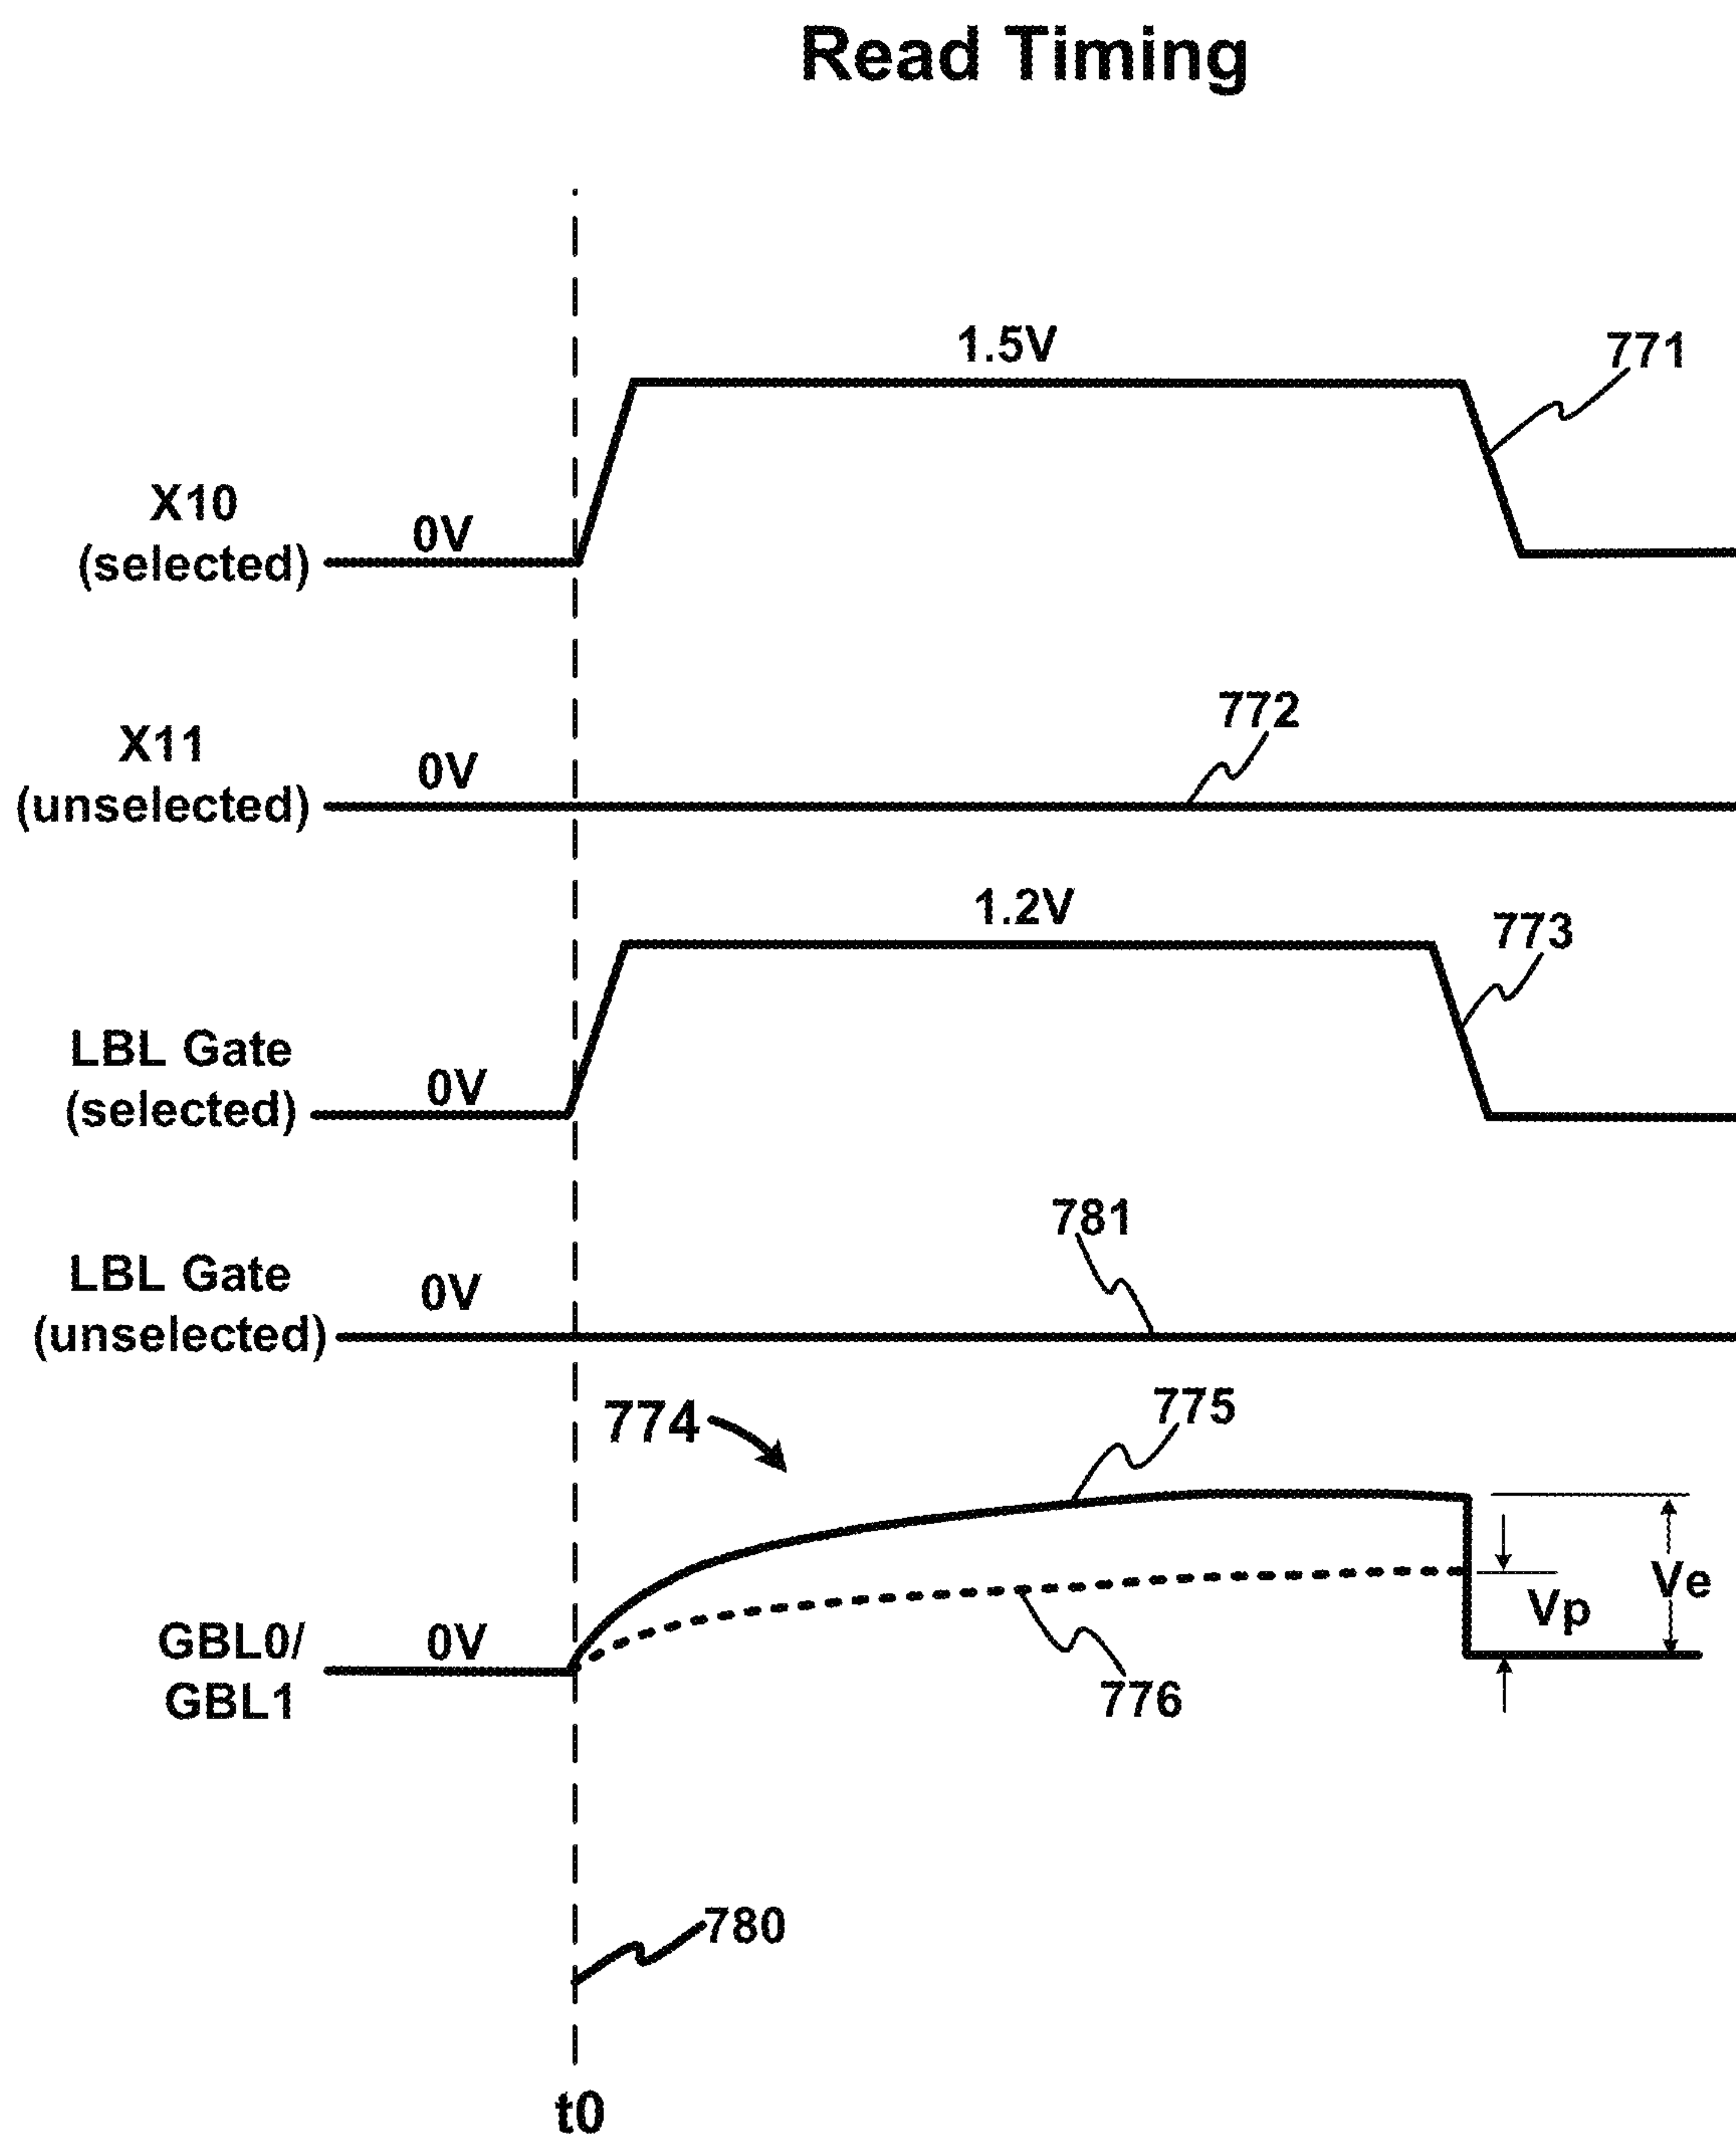 Read Timing
1.5V
771
X10
(selected)
0V
772
X11
(unselected)
0V
1.2V
773
LBL Gate
(selected)
0V
781
LBL Gate
(unselected)
0V
774
775
GBL0/
GBL1
0V
Vp
Ve
776
780
t0